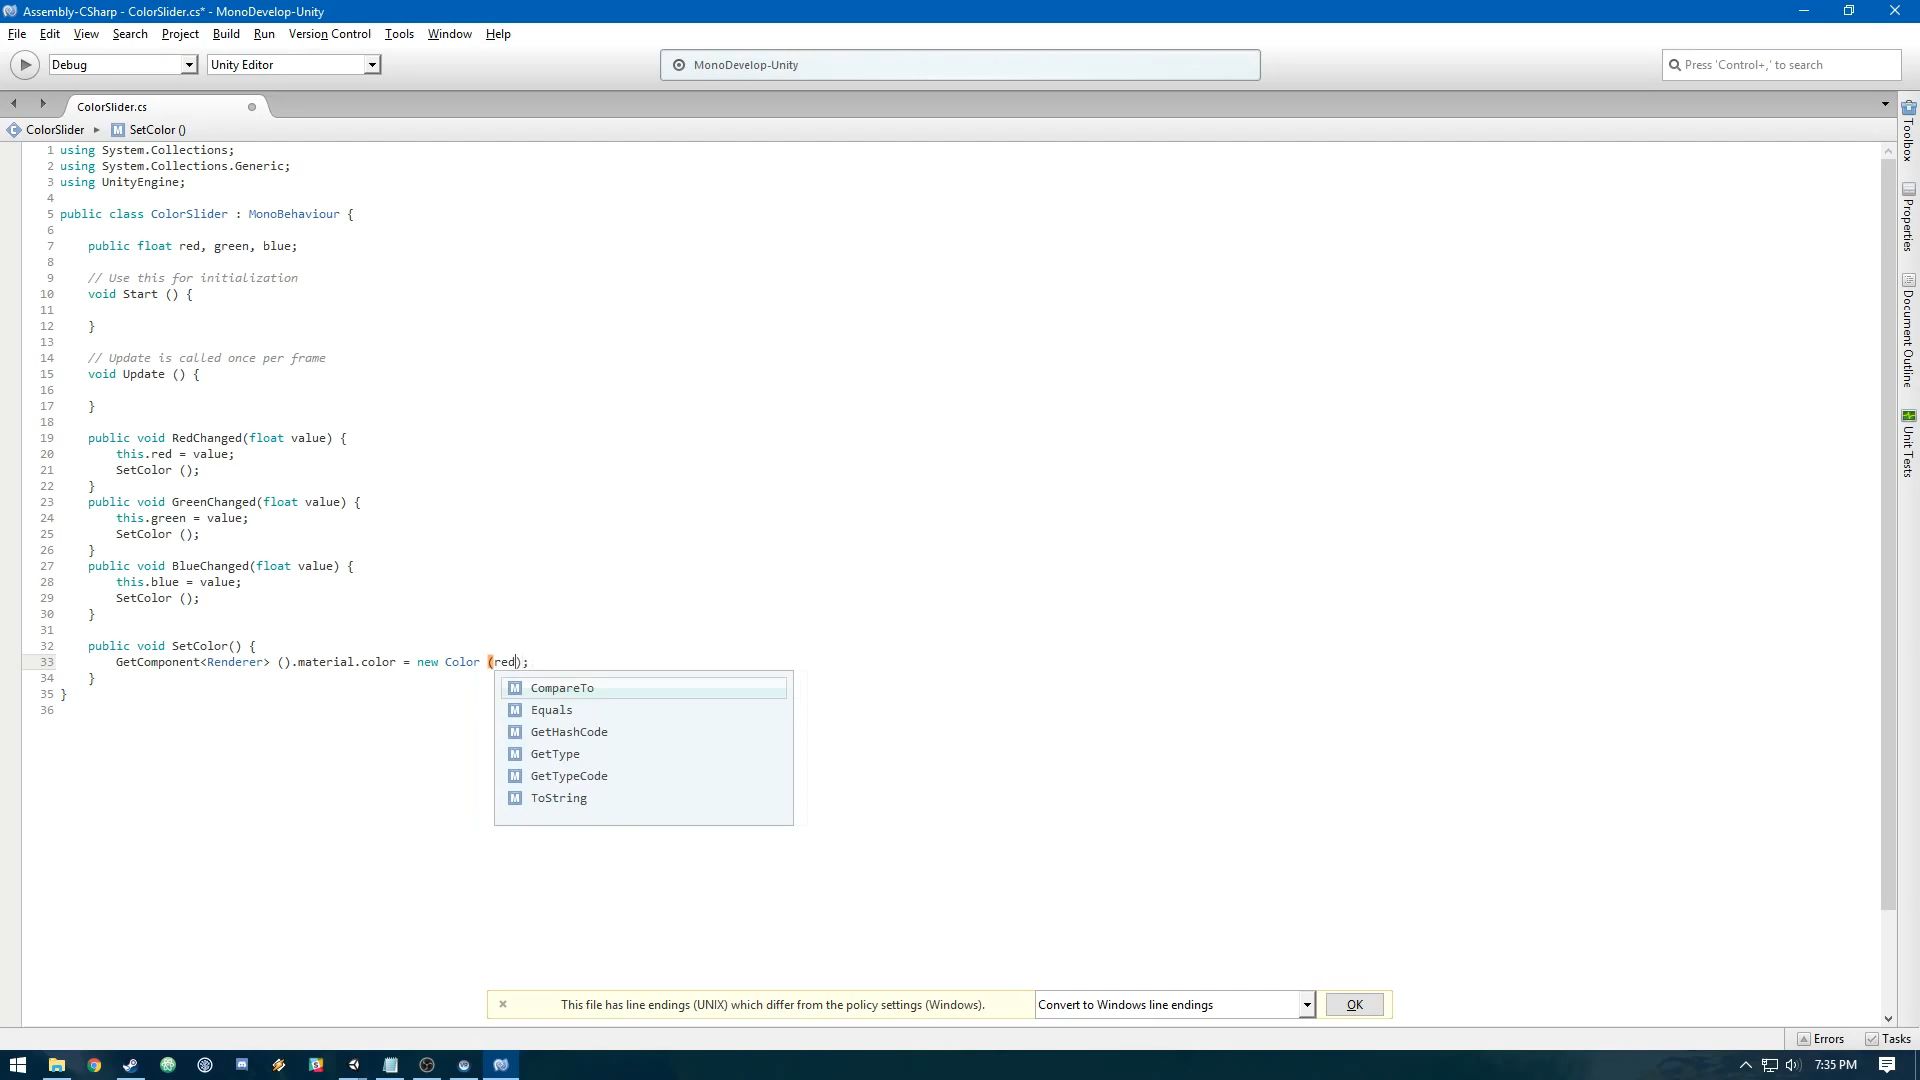 Assembly-CSharp - ColorSlider.cs* - MonoDevelop-Unity
File Edit View Search Project Build Run Version Control Tools Window Help
Debug Unity Editor MonoDevelop-Unity Press 'Control+,' to search
ColorSlider.cs
ColorSlider SetColor ()
1 using System.Collections;
2 using System.Collections.Generic;
3 using UnityEngine;
4
5 public class ColorSlider : MonoBehaviour {
6
7 public float red, green, blue;
8
9 // Use this for initialization
10 void Start () {
11
12 }
13
14 // Update is called once per frame
15 void Update () {
16
17 }
18
19 public void RedChanged(float value) {
20 this.red = value;
21 SetColor ();
22 }
23 public void GreenChanged(float value) {
24 this.green = value;
25 SetColor ();
26 }
27 public void BlueChanged(float value) {
28 this.blue = value;
29 SetColor ();
30 }
31
32 public void SetColor() {
33 GetComponent<Renderer> ().material.color = new Color (red);
34 }
35 }
36
M CompareTo
M Equals
M GetHashCode
M GetType
M GetTypeCode
M ToString
Toolbox
Properties
Document Outline
Unit Tests
This file has line endings (UNIX) which differ from the policy settings (Windows). Convert to Windows line endings OK
Errors Tasks
7:35 PM